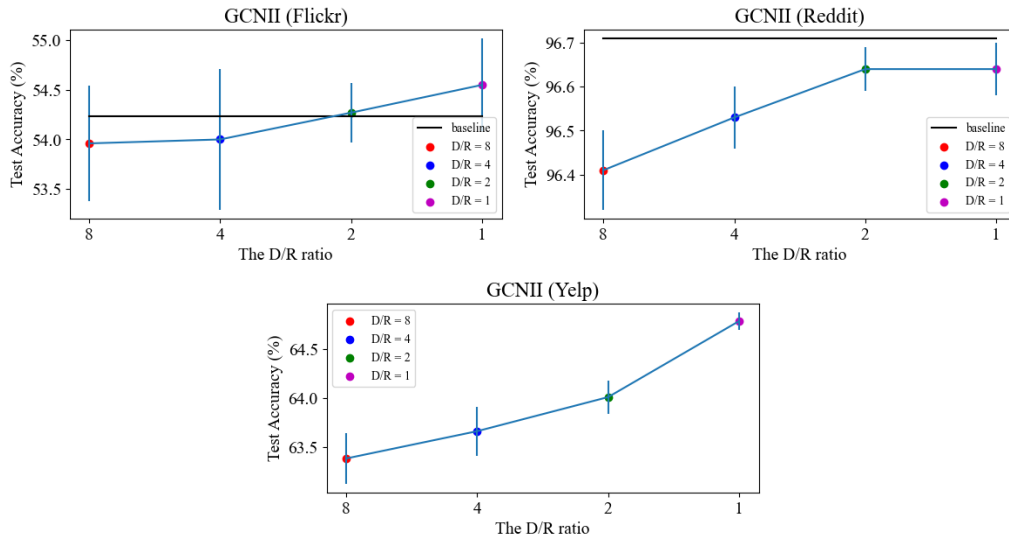 GCNII (Flickr)
55.0
54.5
54.0
53.5
Test Accuracy (%)
baseline
D/R = 8
D/R = 4
D/R = 2
D/R = 1
8 4 2 1
The D/R ratio
GCNII (Reddit)
96.7
96.6
96.5
96.4
Test Accuracy (%)
baseline
D/R = 8
D/R = 4
D/R = 2
D/R = 1
8 4 2 1
The D/R ratio
GCNII (Yelp)
64.5
64.0
63.5
Test Accuracy (%)
D/R = 8
D/R = 4
D/R = 2
D/R = 1
8 4 2 1
The D/R ratio